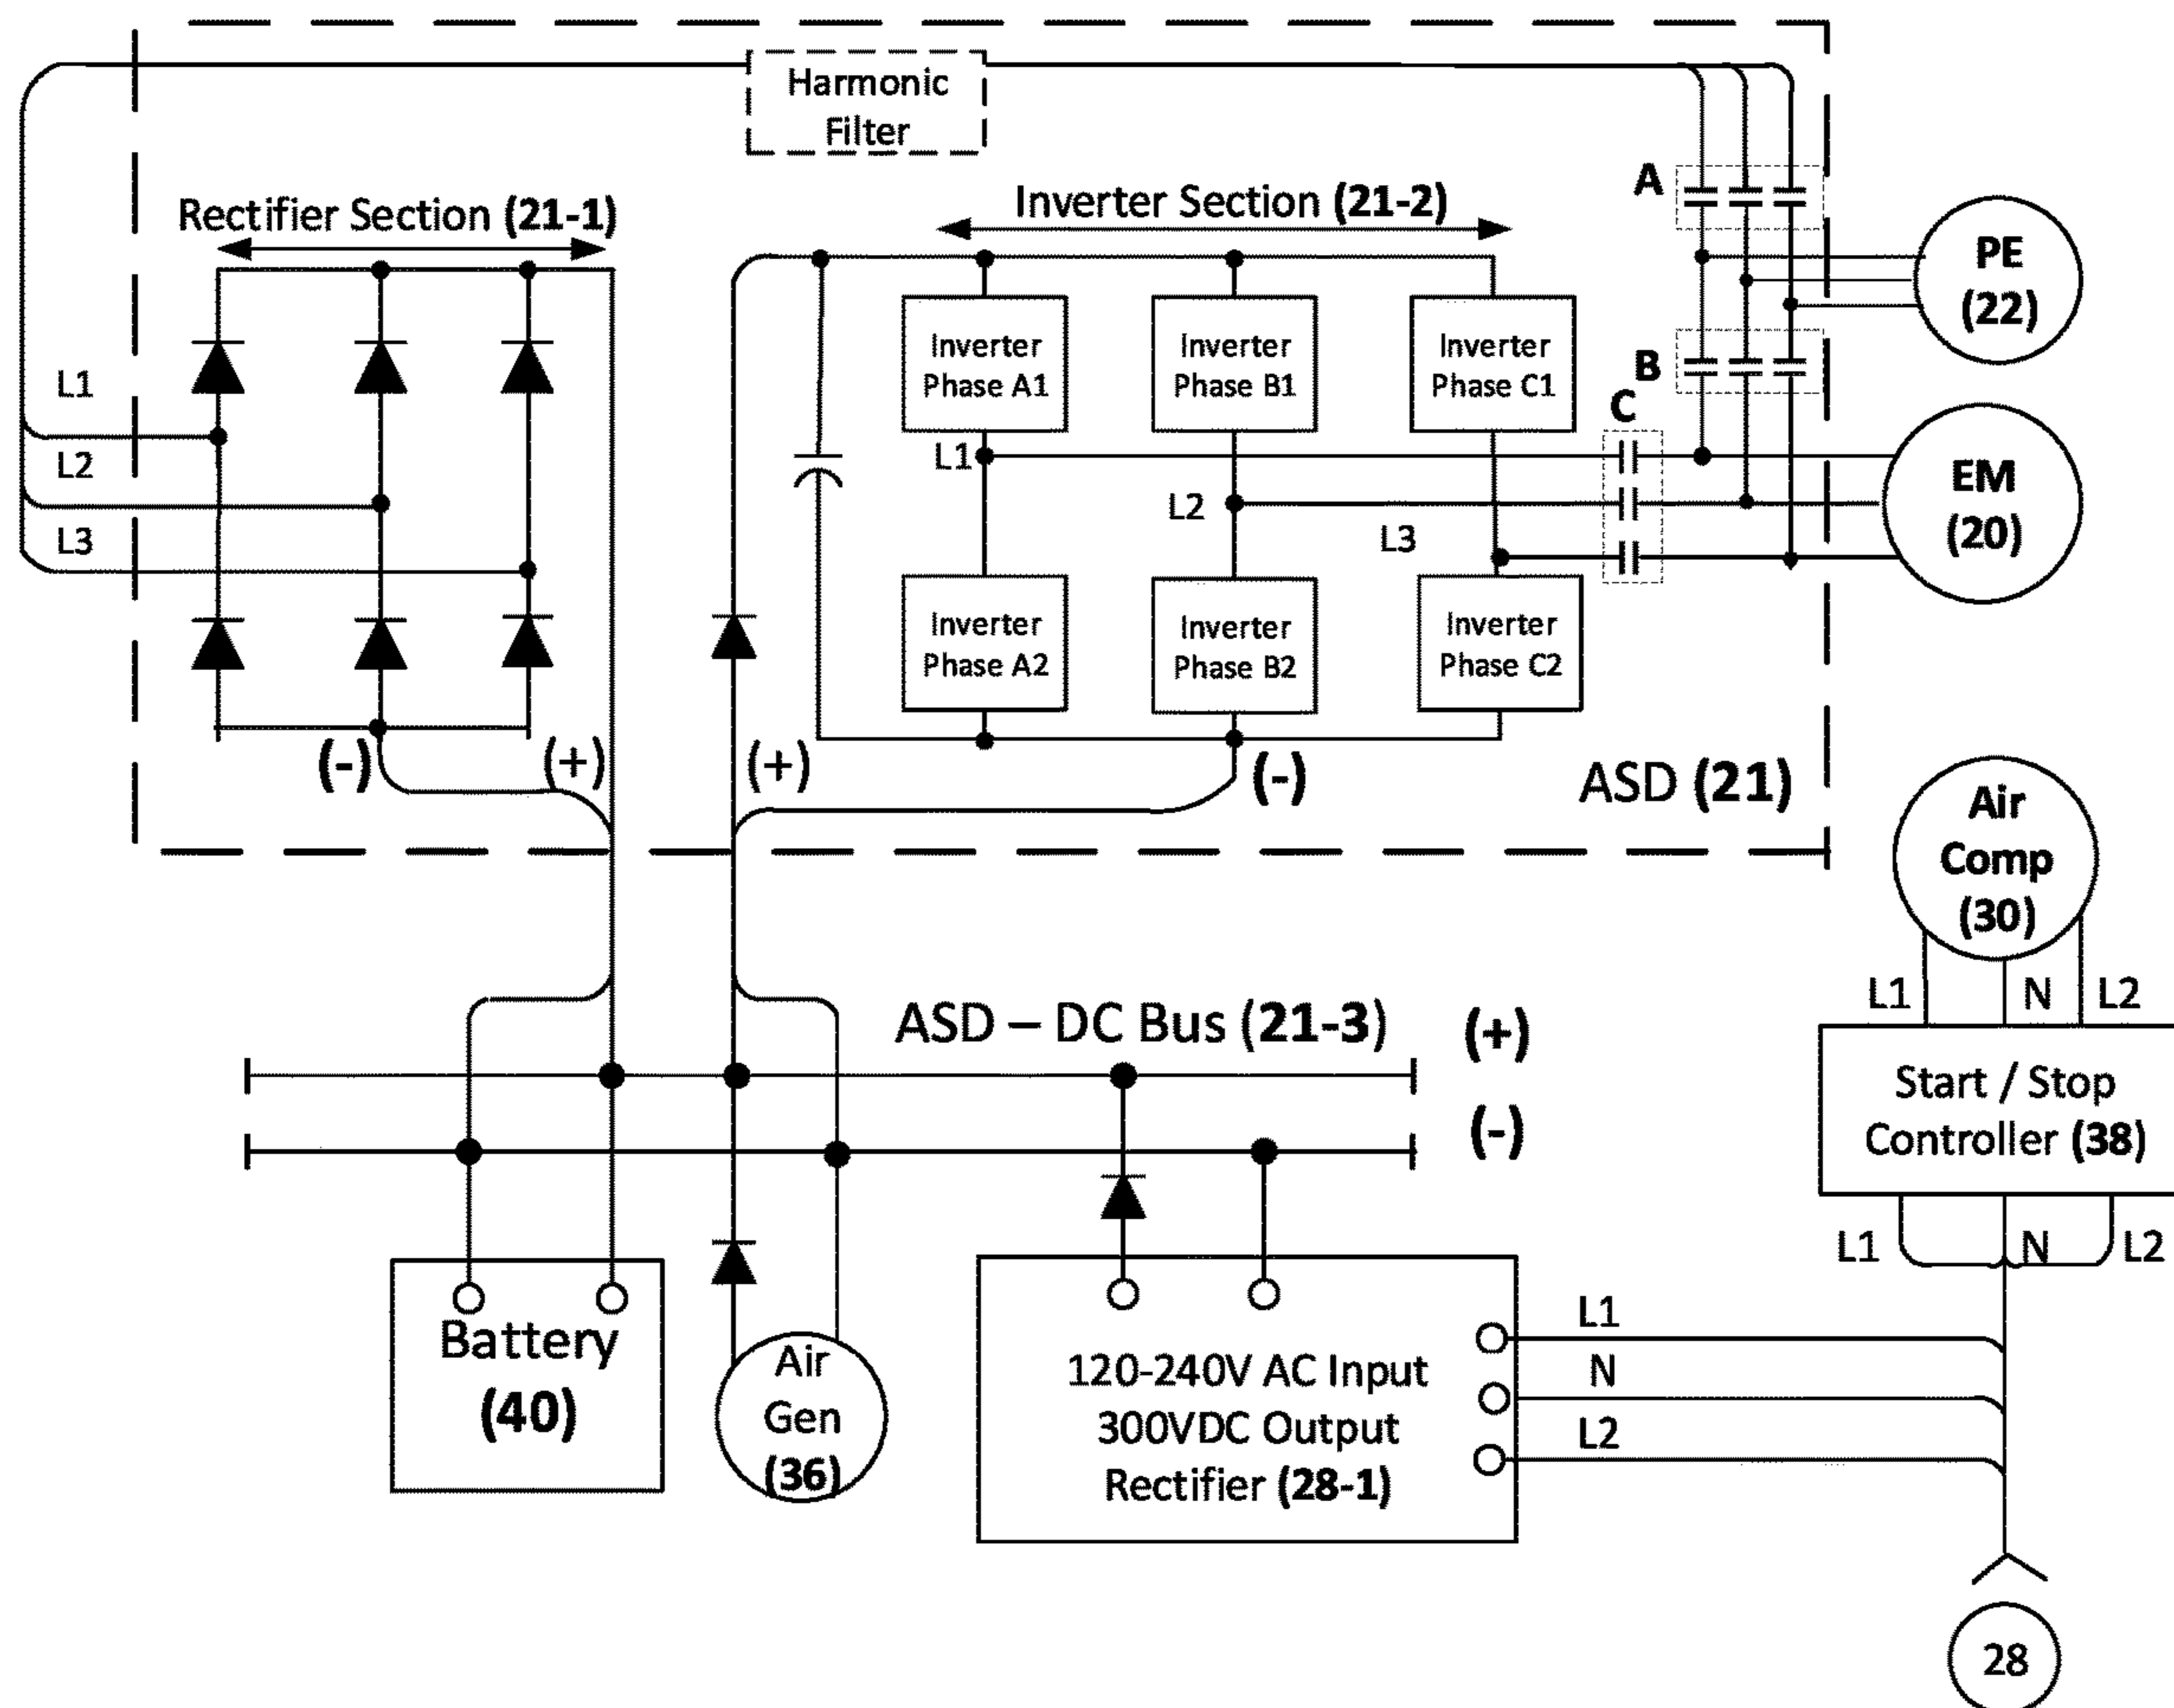 Harmonic
Filter
Rectifier Section (21-1)
Inverter Section (21-2)
A
PE
(22)
B
C
L1
L2
L3
Inverter
Phase A1
Inverter
Phase B1
Inverter
Phase C1
L1
L2
L3
EM
(20)
Inverter
Phase A2
Inverter
Phase B2
Inverter
Phase C2
(-)
(+)
(+)
(-)
ASD (21)
Air
Comp
(30)
L1
N
L2
ASD – DC Bus (21-3)
(+)
(-)
Start / Stop
Controller (38)
L1
N
L2
Battery
(40)
Air
Gen
(36)
120-240V AC Input
300VDC Output
Rectifier (28-1)
L1
N
L2
28